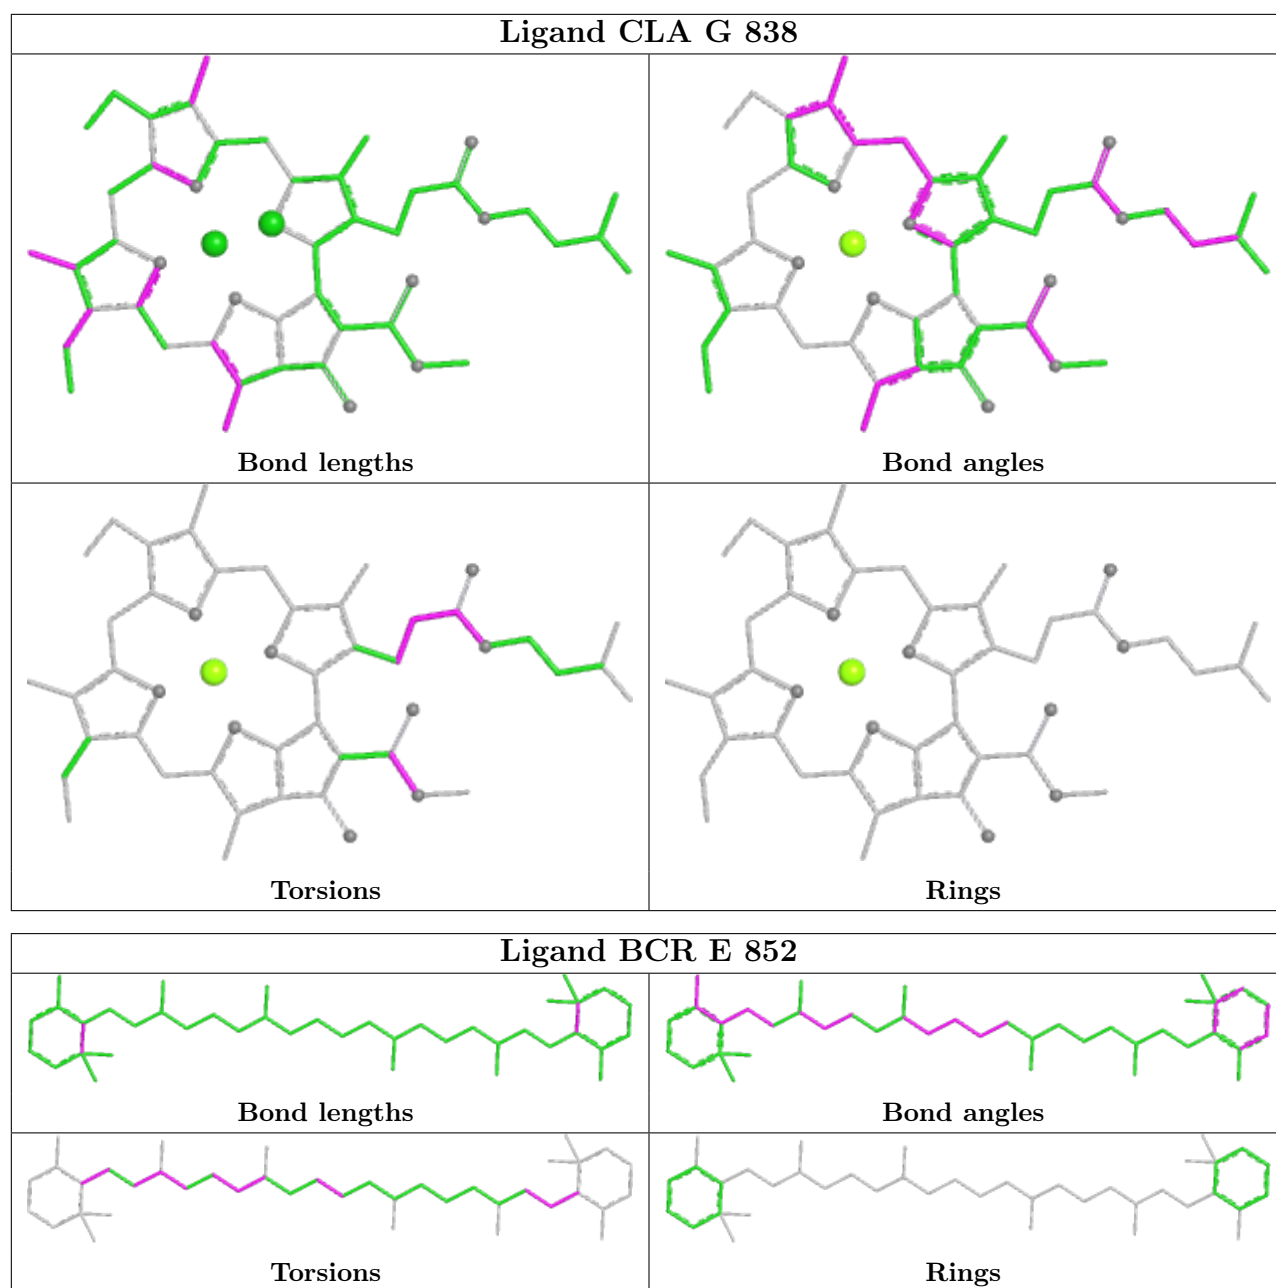 Ligand CLA G 838
Bond lengths
Bond angles
Torsions
Rings
Ligand BCR E 852
Bond lengths
Bond angles
Torsions
Rings